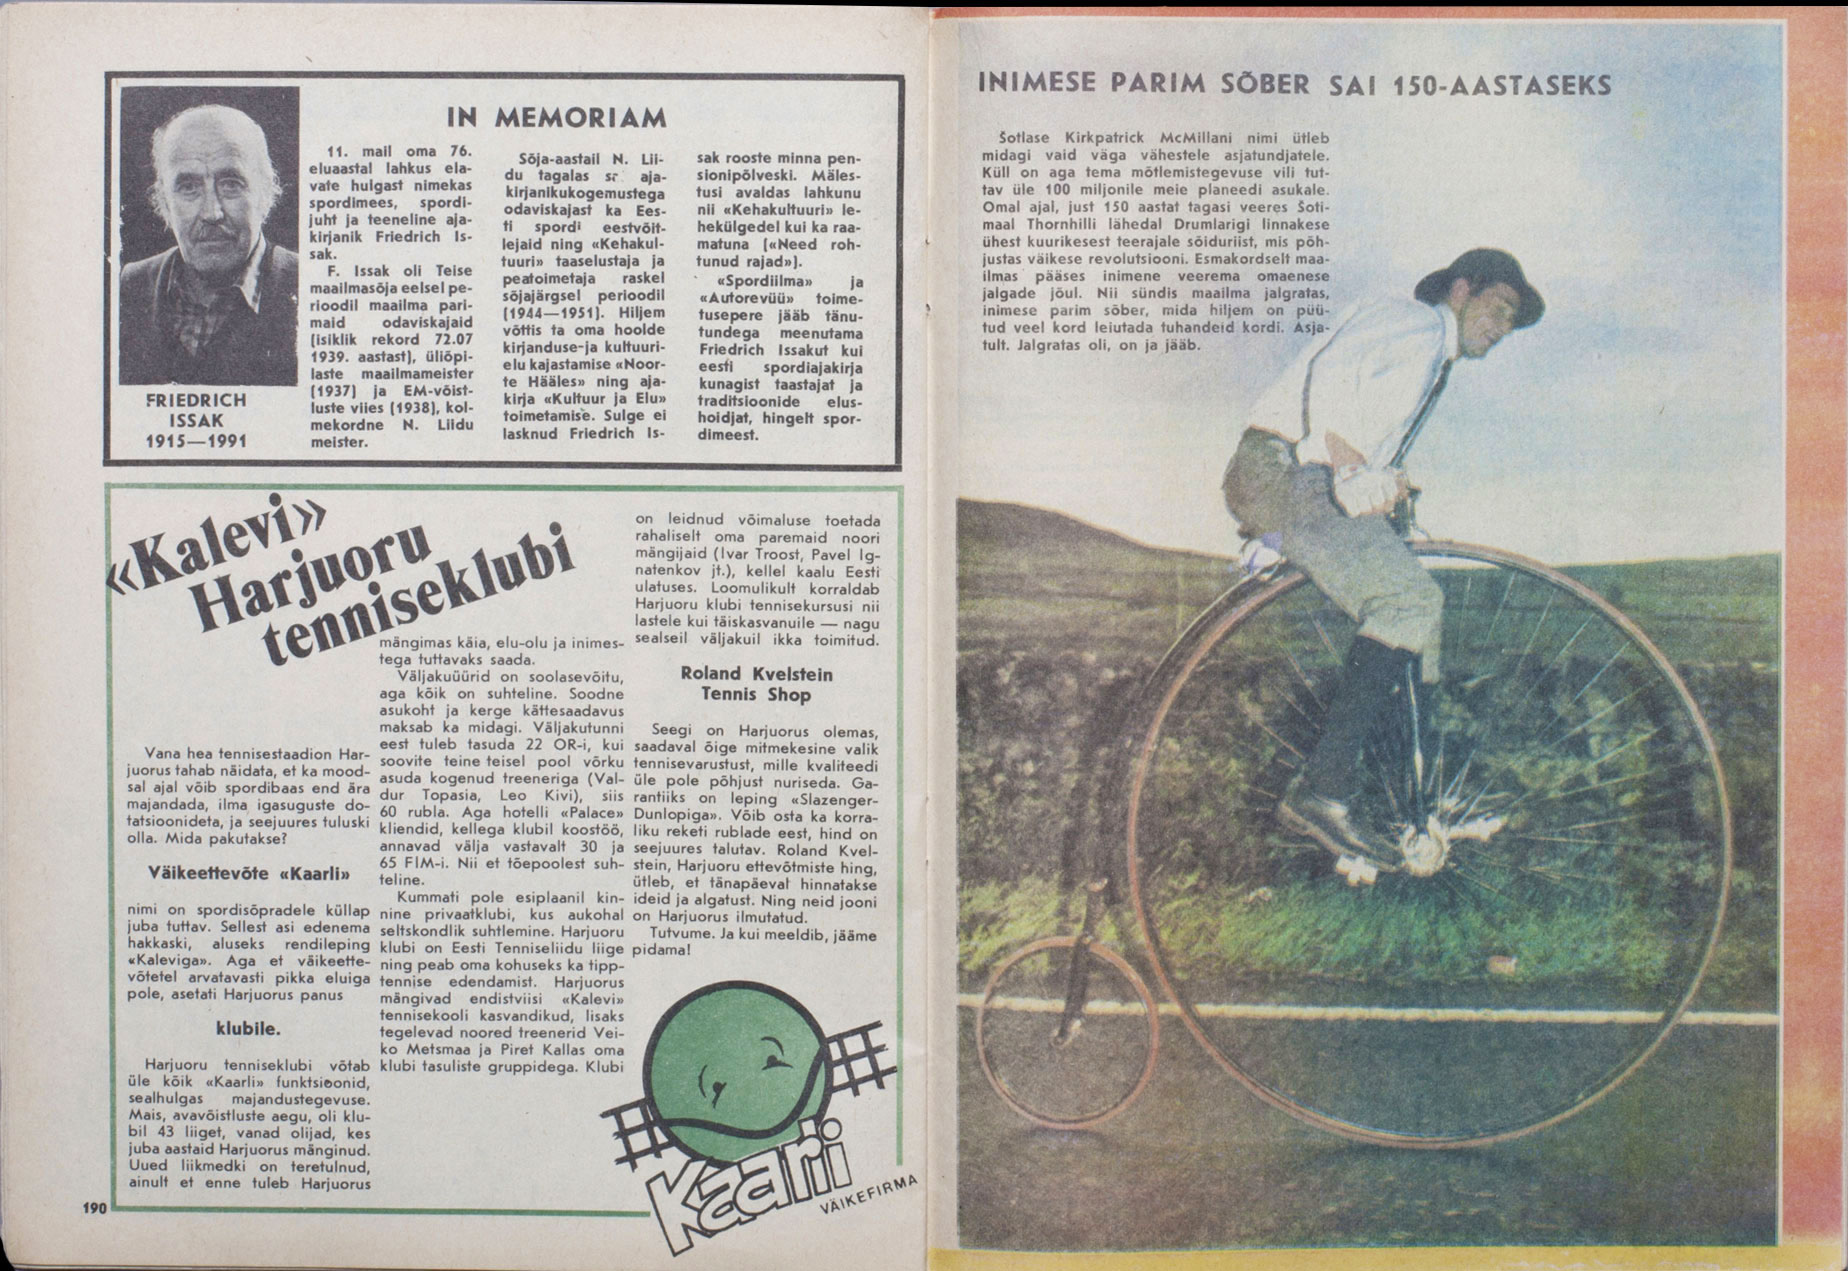 IN MEMORIAM
11. mail oma 76.
eluaastal lahkus ela-
vate hulgast nimekas
spordimees, spordi-
juht ja teeneline aja-
kirjanik Friedrich Is-
sak.
F. Issak oli Teise
maailmasõja eelsel pe-
rioodil maailma pari-
maid odaviskajaid
(isiklik rekord 72.07
1939. aastast), üliõpi-
laste maailmameister
(1937) ja EM-võist-
luste viies (1938), kol-
mekordne N. Liidu
meister.
Sõja-aastail N. Lii-
du tagalas sr aja-
kirjanikukogemustega
odaviskajast ka Ees-
ti spordi eestvõit-
lejaid ning «Kehakul-
tuuri» taaselustaja ja
peatoimetaja raskel
sõjajärgsel perioodil
(1944—1951). Hiljem
võttis ta oma hoolde
kirjanduse-ja kultuuri-
elu kajastamise «Noor-
te Hääles» ning aja-
kirja «Kultuur ja Elu»
toimetamise. Sulge ei
lasknud Friedrich Is-
sak rooste minna pen-
sionipõlveski. Mäles-
tusi avaldas lahkunu
nii «Kehakultuuri» le-
hekülgedel kui ka raa-
matuna («Need roh-
tunud rajad»).
«Spordiilma» ja
«Autorevüü» toime-
tusepere jääb tänu-
tundega meenutama
Friedrich Issakut kui
eesti spordiajakirja
kunagist taastajat ja
traditsioonide elus-
hoidjat, hingelt spor-
dimeest.
FRIEDRICH
ISSAK
1915—1991
«Kalevi»
Harjuoru
tenniseklubi
Vana hea tennisestaadion Har-
juorus tahab näidata, et ka mood-
sal ajal võib spordibaas end ära
majandada, ilma igasuguste do-
tatsioonideta, ja seejuures tuluski
olla. Mida pakutakse?
Väikeettevõte «Kaarli»
nimi on spordisõpradele küllap
juba tuttav. Sellest asi edenema
hakkaski, aluseks rendileping
«Kaleviga». Aga et väikeette-
võtetel arvatavasti pikka eluiga
pole, asetati Harjuorus panus
klubile.
Harjuoru tenniseklubi võtab
üle kõik «Kaarli» funktsioonid,
sealhulgas majandustegevuse.
Mais, avavõistluste aegu, oli klu-
bil 43 liiget, vanad olijad, kes
juba aastaid Harjuorus mänginud.
Uued liikmedki on teretulnud,
ainult et enne tuleb Harjuorus
mängimas käia, elu-olu ja inimes-
tega tuttavaks saada.
Väljakuüürid on soolasevõitu,
aga kõik on suhteline. Soodne
asukoht ja kerge kättesaadavus
maksab ka midagi. Väljakutunni
eest tuleb tasuda 22 OR-i, kui
soovite teine teisel pool võrku
asuda kogenud treeneriga (Val-
dur Topasia, Leo Kivi), siis
60 rubla. Aga hotelli «Palace»
kliendid, kellega klubil koostöö,
annavad välja vastavalt 30 ja
65 FIM-i. Nii et tõepoolest suh-
teline.
Kummati pole esiplaanil kin-
nine privaatklubi, kus aukohal
seltskondlik suhtlemine. Harjuoru
klubi on Eesti Tenniseliidu liige
ning peab oma kohuseks ka tipp-
tennise edendamist. Harjuorus
mängivad endistviisi «Kalevi»
tennisekooli kasvandikud, lisaks
tegelevad noored treenerid Vei-
ko Metsmaa ja Piret Kallas oma
klubi tasuliste gruppidega. Klubi
on leidnud võimaluse toetada
rahaliselt oma paremaid noori
mängijaid (Ivar Troost, Pavel Ig-
natenkov jt.), kellel kaalu Eesti
ulatuses. Loomulikult korraldab
Harjuoru klubi tennisekursusi nii
lastele kui täiskasvanuile — nagu
sealseil väljakuil ikka toimitud.
Roland Kvelstein
Tennis Shop
Seegi on Harjuorus olemas,
saadaval õige mitmekesine valik
tennisevarustust, mille kvaliteedi
üle pole põhjust nuriseda. Ga-
rantiiks on leping «Slazenger-
Dunlopiga». Võib osta ka korra-
liku reketi rublade eest, hind on
seejuures talutav. Roland Kvel-
stein, Harjuoru ettevõtmiste hing,
ütleb, et tänapäeval hinnatakse
ideid ja algatust. Ning neid jooni
on Harjuorus ilmutatud.
Tutvume. Ja kui meeldib, jääme
pidama!
Kaarli
VÄIKEFIRMA
190
INIMESE PARIM SÕBER SAI 150-AASTASEKS
Šotlase Kirkpatrick McMillani nimi ütleb
midagi vaid väga vähestele asjatundjatele.
Küll on aga tema mõtlemistegevuse vili tut-
tav üle 100 miljonile meie planeedi asukale.
Omal ajal, just 150 aastat tagasi veeres Šoti-
maal Thornhilli lähedal Drumlarigi linnakese
ühest kuurikesest teerajale sõiduriist, mis põh-
justas väikese revolutsiooni. Esmakordselt maa-
ilmas pääses inimene veerema omaenese
jalgade jõul. Nii sündis maailma jalgratas,
inimese parim sõber, mida hiljem on püü-
tud veel kord leiutada tuhandeid kordi. Asja-
tult. Jalgratas oli, on ja jääb.